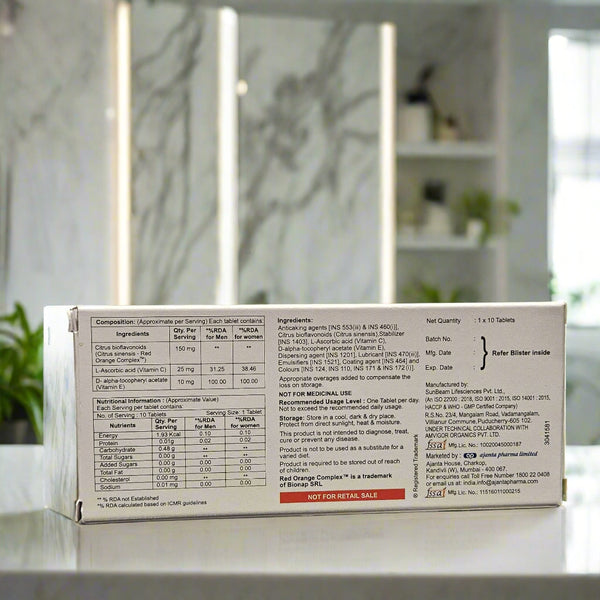 Composition: (Approximate per Serving) Each tablet contains:
Ingredients Qty. Per Serving *%RDA for Men *%RDA for women
Citrus bioflavonoids (Citrus sinensis - Red Orange Complex™) 150 mg ** **
L-Ascorbic acid (Vitamin C) 25 mg 31.25 38.46
D- alpha-tocopheryl acetate (Vitamin E) 10 mg 100.00 100.00
Nutritional Information : (Approximate Value)
Each Serving per Tablet contains:
No. of Serving : 10 Tablets Serving Size: 1 Tablet
Nutrients Qty. Per Serving *%RDA for Men *%RDA for Women
Energy 1.93 Kcal 0.10 0.10
Protein 0.01g 0.02 0.02
Carbohydrate 0.48 g ** **
Total Sugars 0.00 g ** **
Added Sugars 0.00 g 0.00 0.00
Total Fat 0.00 g ** **
Cholesterol 0.00 mg ** **
Sodium 0.01 mg 0.00 0.00
** % RDA not Established
*% RDA calculated based on ICMR guidelines
Ingredients:
Anticaking agents [INS 553(iii) & INS 460(i)],
Citrus bioflavonoids (Citrus sinensis),Stabilizer
[INS 1403], L-Ascorbic acid (Vitamin C),
D-alpha-tocopheryl acetate (Vitamin E),
Dispersing agent [INS 1201], Lubricant [INS 470(iii)],
Emulsifiers [INS 1521], Coating agent [INS 464] and
Colours [INS 124, INS 110, INS 171 & INS 172 (i)].
Appropriate overages added to compensate the
loss on storage.
NOT FOR MEDICINAL USE
Recommended Usage Level : One Tablet per day.
Not to exceed the recommended daily usage.
Storage: Store in a cool, dry & dark place.
Protect from direct sunlight, heat & moisture.
This product is not intended to diagnose, treat,
cure or prevent any disease.
Product is not to be used as a substitute for a
varied diet.
Product is required to be stored out of reach
of children.
Red Orange Complex™ is a trademark
of Bionap SRL
NOT FOR RETAIL SALE
® Registered Trademark
Net Quantity : 1 x 10 Tablets
Batch No. :
Mfg. Date : Refer Blister inside
Exp. Date :
Manufactured by:
SunBeam Lifesciences Pvt. Ltd.,
(An ISO 22000 : 2018, ISO 9001 : 2015, ISO 14001 : 2015,
HACCP & WHO - GMP Certified Company)
R.S.No: 23/4, Mangalam Road, Vadamangalam,
Villianur Commune, Puducherry-605 102.
UNDER TECHNICAL COLLABORATION WITH
AMVIGOR ORGANICS PVT. LTD.
fssai Mfg.Lic. No.: 10020045000187
Marketed by : ajanta pharma limited
Ajanta House, Charkop,
Kandivli (W), Mumbai - 400 067.
For enquiries call Toll Free Number 1800 22 0408
or email us at: india.info@ajantapharma.com
fssai Mfg Lic. No.: 11516011000215
3041581